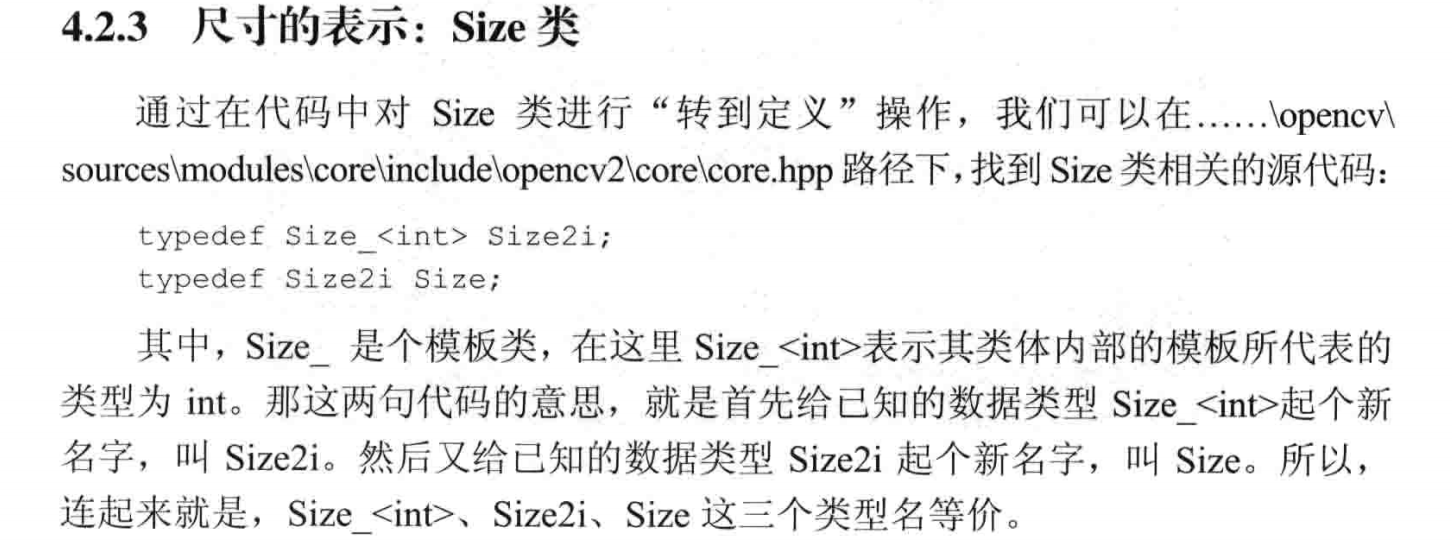 4.2.3 尺寸的表示：Size 类
通过在代码中对 Size 类进行“转到定义”操作，我们可以在……\opencv\
sources\modules\core\include\opencv2\core\core.hpp 路径下，找到 Size 类相关的源代码：
typedef Size_<int> Size2i;
typedef Size2i Size;
其中，Size_ 是个模板类，在这里 Size_<int>表示其类体内部的模板所代表的
类型为 int。那这两句代码的意思，就是首先给已知的数据类型 Size_<int>起个新
名字，叫 Size2i。然后又给已知的数据类型 Size2i 起个新名字，叫 Size。所以，
连起来就是，Size_<int>、Size2i、Size 这三个类型名等价。